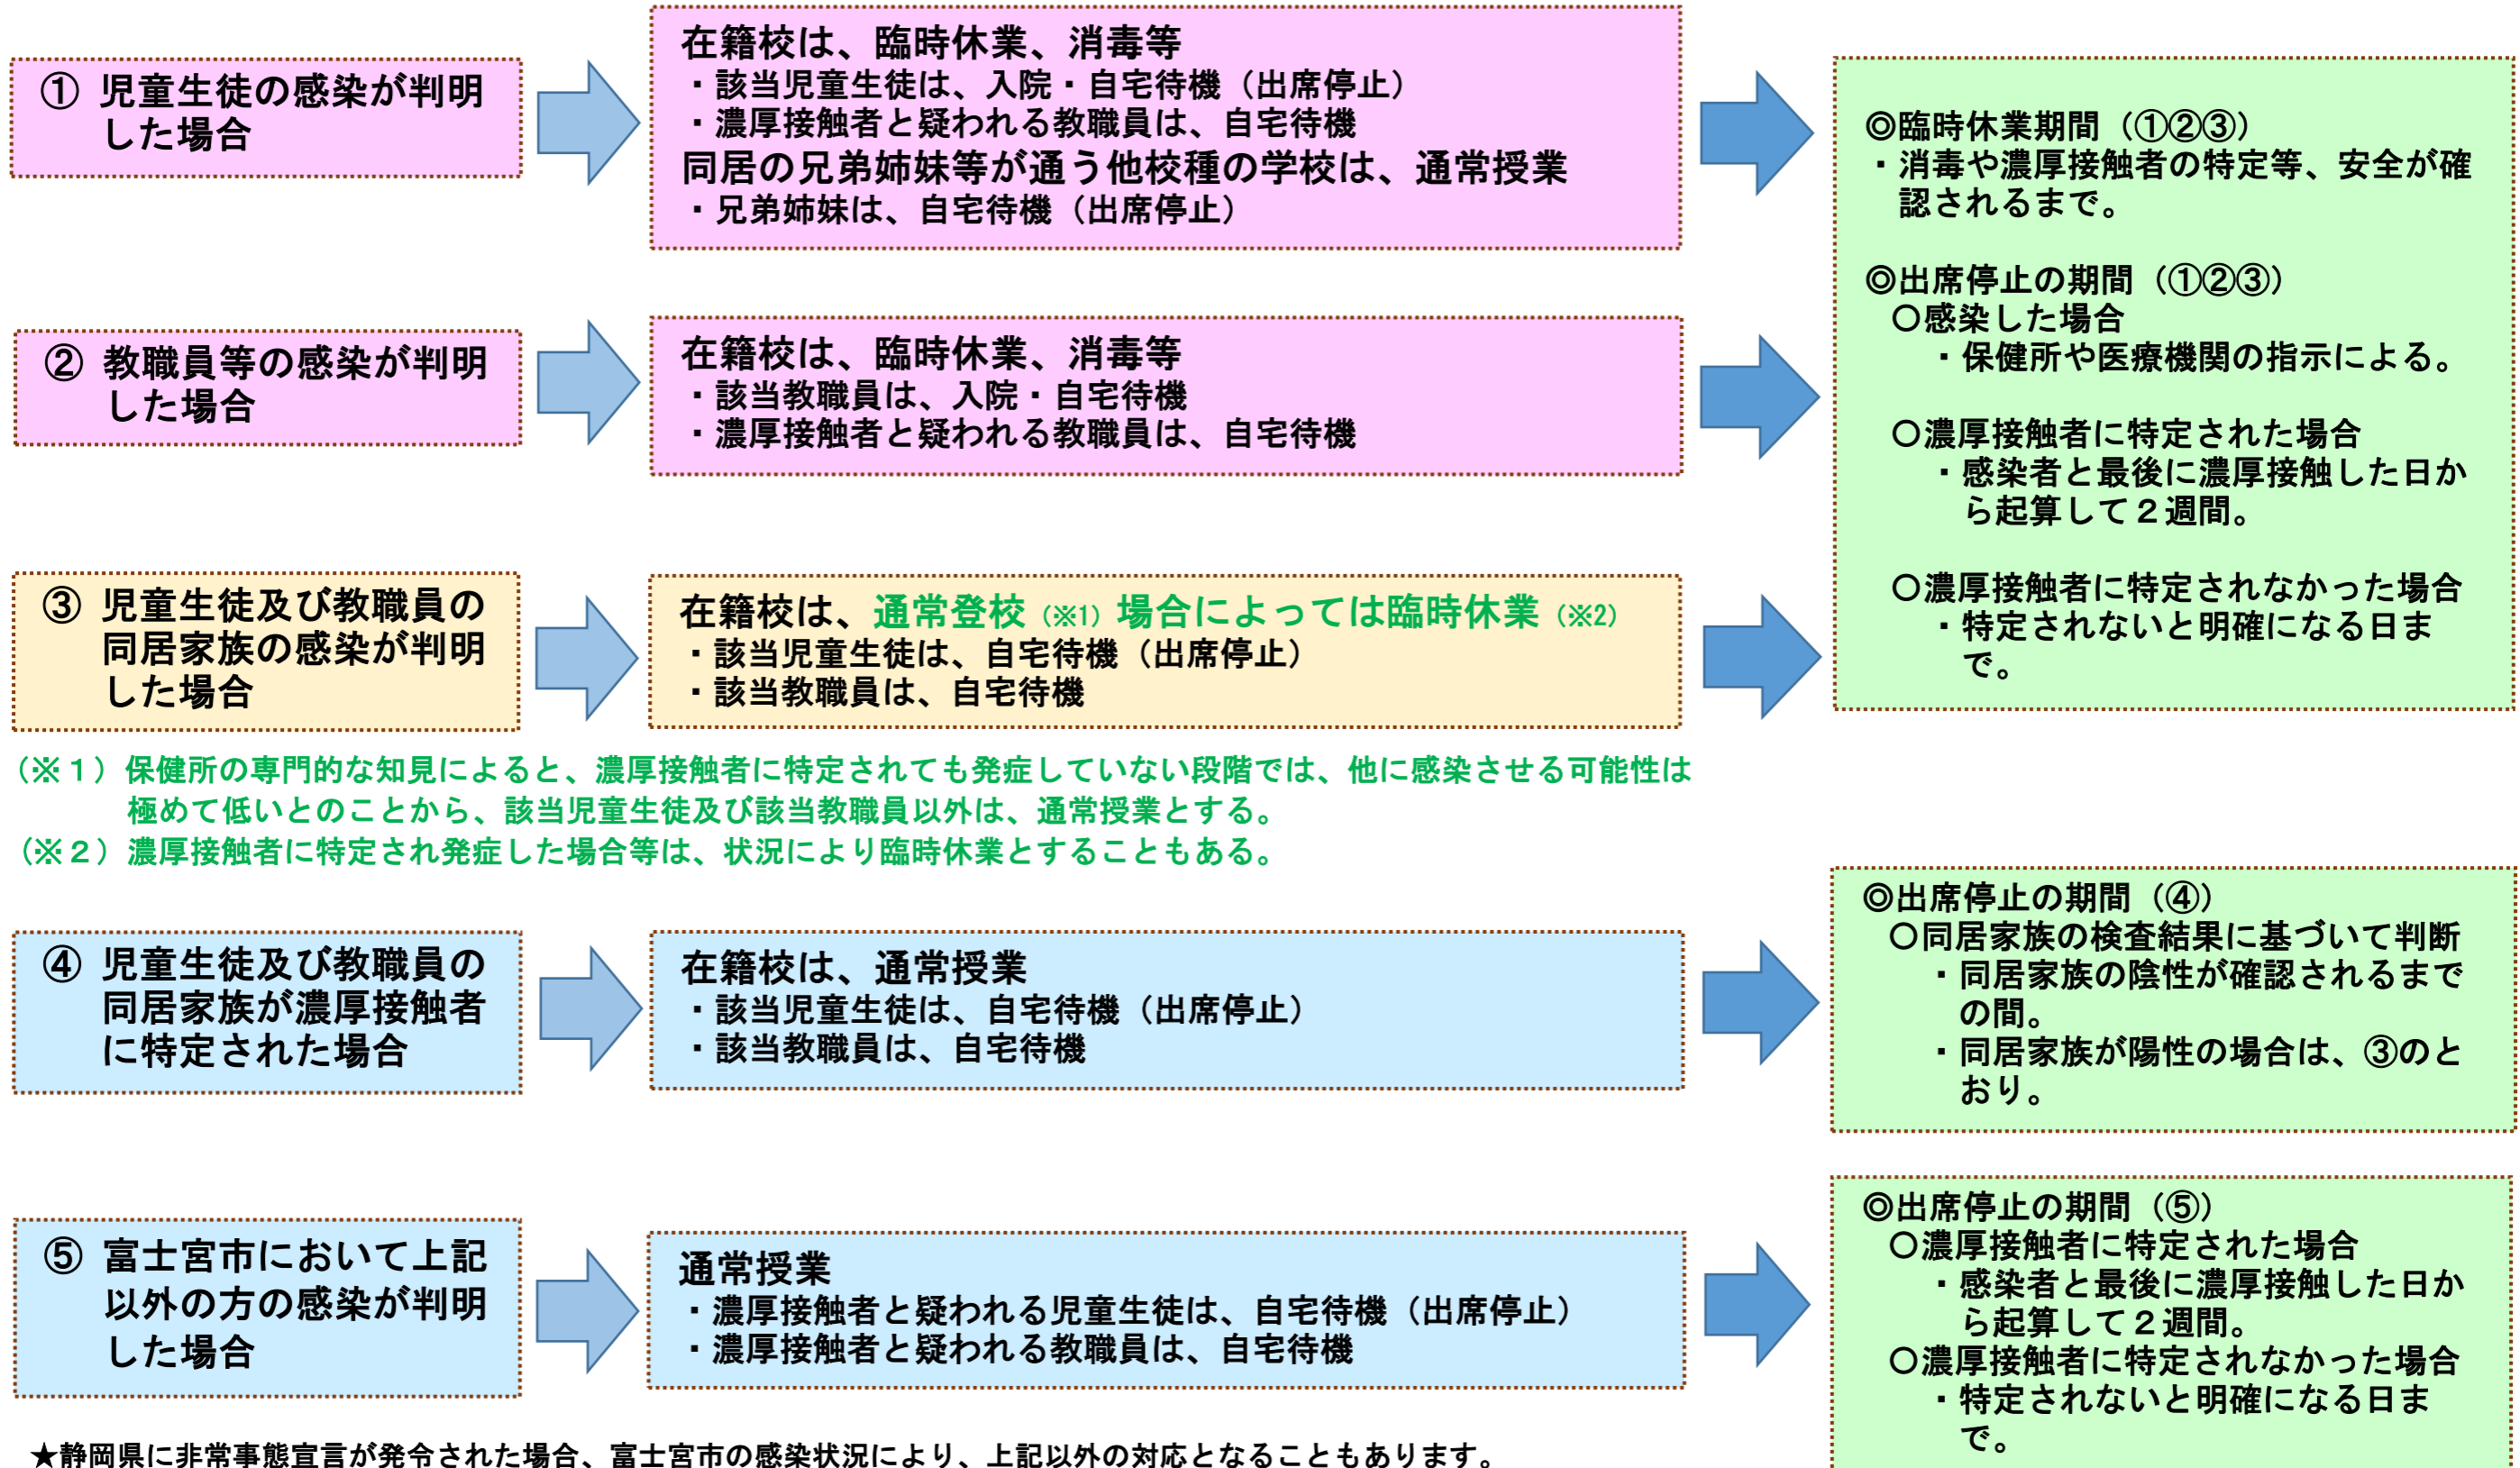 ① 児童生徒の感染が判明
した場合
在籍校は、臨時休業、消毒等
・該当児童生徒は、入院・自宅待機（出席停止）
・濃厚接触者と疑われる教職員は、自宅待機
同居の兄弟姉妹等が通う他校種の学校は、通常授業
・兄弟姉妹は、自宅待機（出席停止）
② 教職員等の感染が判明
した場合
在籍校は、臨時休業、消毒等
・該当教職員は、入院・自宅待機
・濃厚接触者と疑われる教職員は、自宅待機
③ 児童生徒及び教職員の
同居家族の感染が判明
した場合
在籍校は、通常登校（※1）場合によっては臨時休業（※2）
・該当児童生徒は、自宅待機（出席停止）
・該当教職員は、自宅待機
◎臨時休業期間（①②③）
・消毒や濃厚接触者の特定等、安全が確
認されるまで。
◎出席停止の期間（①②③）
〇感染した場合
・保健所や医療機関の指示による。
〇濃厚接触者に特定された場合
・感染者と最後に濃厚接触した日か
ら起算して２週間。
〇濃厚接触者に特定されなかった場合
・特定されないと明確になる日ま
で。
（※１）保健所の専門的な知見によると、濃厚接触者に特定されても発症していない段階では、他に感染させる可能性は
極めて低いとのことから、該当児童生徒及び該当教職員以外は、通常授業とする。
（※２）濃厚接触者に特定され発症した場合等は、状況により臨時休業とすることもある。
④ 児童生徒及び教職員の
同居家族が濃厚接触者
に特定された場合
在籍校は、通常授業
・該当児童生徒は、自宅待機（出席停止）
・該当教職員は、自宅待機
◎出席停止の期間（④）
〇同居家族の検査結果に基づいて判断
・同居家族の陰性が確認されるまで
の間。
・同居家族が陽性の場合は、③のと
おり。
⑤ 富士宮市において上記
以外の方の感染が判明
した場合
通常授業
・濃厚接触者と疑われる児童生徒は、自宅待機（出席停止）
・濃厚接触者と疑われる教職員は、自宅待機
◎出席停止の期間（⑤）
〇濃厚接触者に特定された場合
・感染者と最後に濃厚接触した日か
ら起算して２週間。
〇濃厚接触者に特定されなかった場合
・特定されないと明確になる日ま
で。
★静岡県に非常事態宣言が発令された場合、富士宮市の感染状況により、上記以外の対応となることもあります。